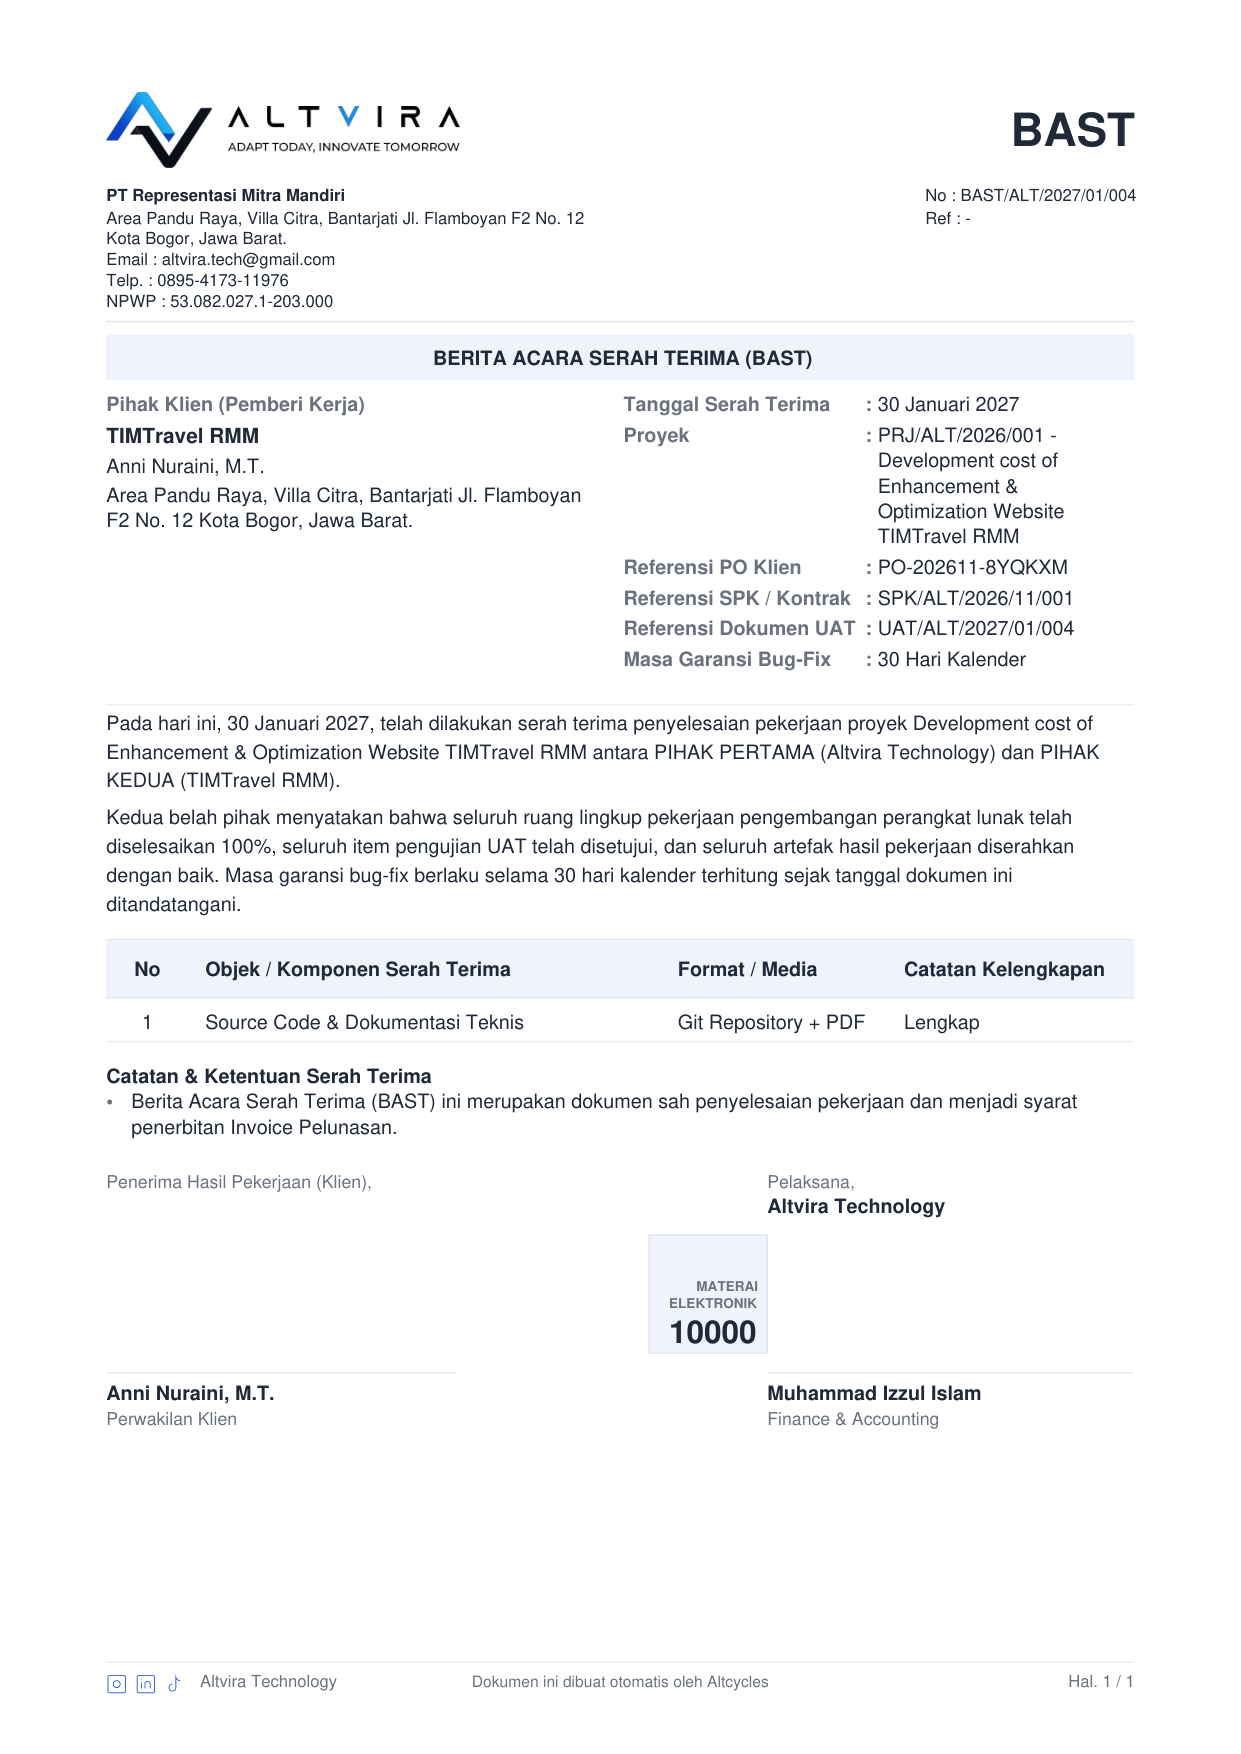 ALTVIRA
ADAPT TODAY, INNOVATE TOMORROW
BAST
PT Representasi Mitra Mandiri
Area Pandu Raya, Villa Citra, Bantarjati Jl. Flamboyan F2 No. 12
Kota Bogor, Jawa Barat.
Email : altvira.tech@gmail.com
Telp. : 0895-4173-11976
NPWP : 53.082.027.1-203.000
No : BAST/ALT/2027/01/004
Ref : -
BERITA ACARA SERAH TERIMA (BAST)
Pihak Klien (Pemberi Kerja)
TIMTravel RMM
Anni Nuraini, M.T.
Area Pandu Raya, Villa Citra, Bantarjati Jl. Flamboyan
F2 No. 12 Kota Bogor, Jawa Barat.
Tanggal Serah Terima : 30 Januari 2027
Proyek : PRJ/ALT/2026/001 -
Development cost of
Enhancement &
Optimization Website
TIMTravel RMM
Referensi PO Klien : PO-202611-8YQKXM
Referensi SPK / Kontrak : SPK/ALT/2026/11/001
Referensi Dokumen UAT : UAT/ALT/2027/01/004
Masa Garansi Bug-Fix : 30 Hari Kalender
Pada hari ini, 30 Januari 2027, telah dilakukan serah terima penyelesaian pekerjaan proyek Development cost of
Enhancement & Optimization Website TIMTravel RMM antara PIHAK PERTAMA (Altvira Technology) dan PIHAK
KEDUA (TIMTravel RMM).
Kedua belah pihak menyatakan bahwa seluruh ruang lingkup pekerjaan pengembangan perangkat lunak telah
diselesaikan 100%, seluruh item pengujian UAT telah disetujui, dan seluruh artefak hasil pekerjaan diserahkan
dengan baik. Masa garansi bug-fix berlaku selama 30 hari kalender terhitung sejak tanggal dokumen ini
ditandatangani.
No Objek / Komponen Serah Terima Format / Media Catatan Kelengkapan
1 Source Code & Dokumentasi Teknis Git Repository + PDF Lengkap
Catatan & Ketentuan Serah Terima
• Berita Acara Serah Terima (BAST) ini merupakan dokumen sah penyelesaian pekerjaan dan menjadi syarat
penerbitan Invoice Pelunasan.
Penerima Hasil Pekerjaan (Klien),
Pelaksana,
Altvira Technology
MATERAI
ELEKTRONIK
10000
Anni Nuraini, M.T.
Perwakilan Klien
Muhammad Izzul Islam
Finance & Accounting
Altvira Technology Dokumen ini dibuat otomatis oleh Altcycles Hal. 1 / 1